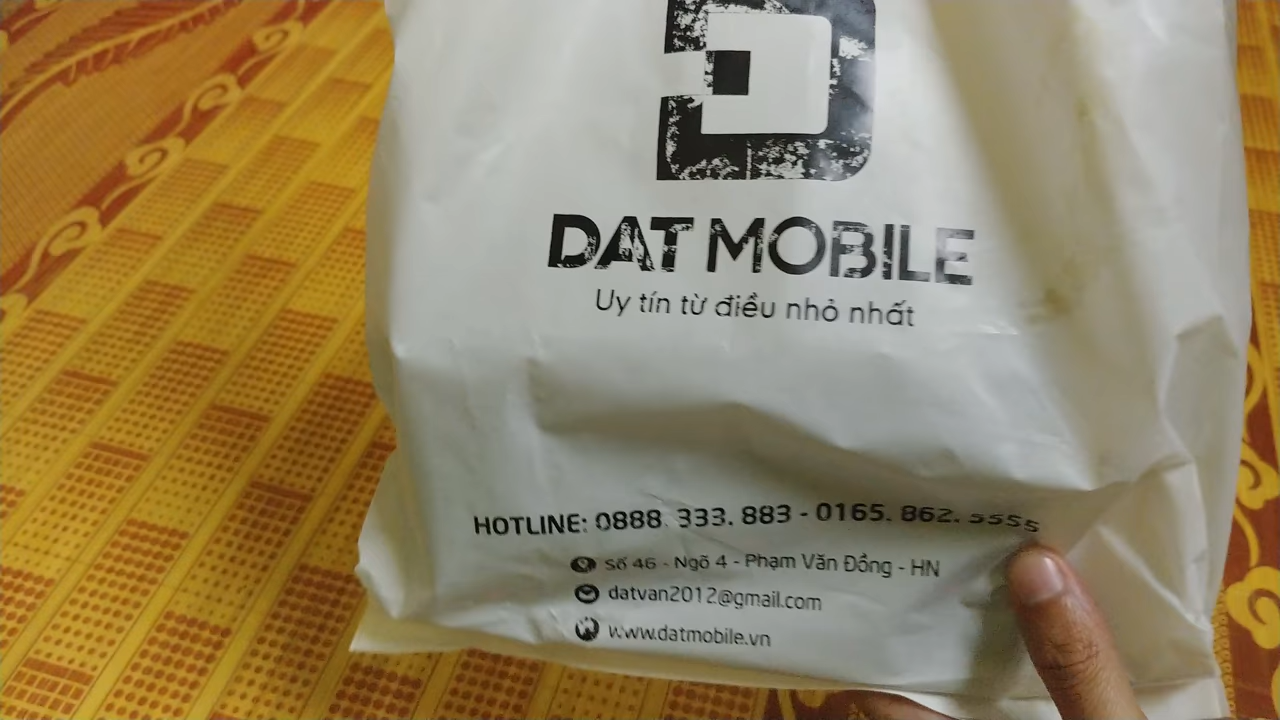 DAT MOBILE
Uy tín từ điều nhỏ nhất
HOTLINE: 0888. 333. 883 - 0165. 862. 5555
Số 46 - Ngõ 4 - Phạm Văn Đồng - HN
datvan2012@gmail.com
www.datmobile.vn